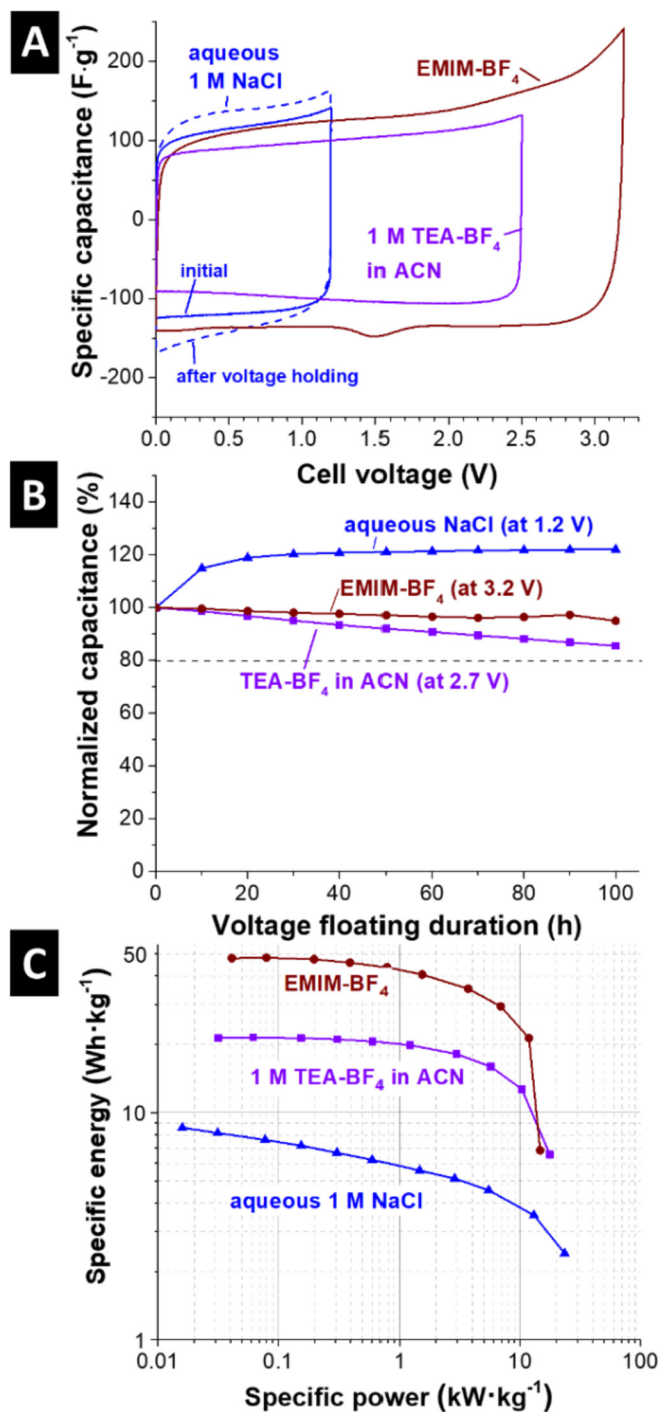 A
Specific capacitance (F·g⁻¹)
200
100
0
-100
-200
aqueous
1 M NaCl
EMIM-BF₄
1 M TEA-BF₄
in ACN
initial
after voltage holding
0.0 0.5 1.0 1.5 2.0 2.5 3.0
Cell voltage (V)
B
Normalized capacitance (%)
140
120
100
80
60
40
20
0
aqueous NaCl (at 1.2 V)
EMIM-BF₄ (at 3.2 V)
TEA-BF₄ in ACN (at 2.7 V)
0 20 40 60 80 100
Voltage floating duration (h)
C
Specific energy (Wh·kg⁻¹)
50
10
1
EMIM-BF₄
1 M TEA-BF₄ in ACN
aqueous 1 M NaCl
0.01 0.1 1 10 100
Specific power (kW·kg⁻¹)